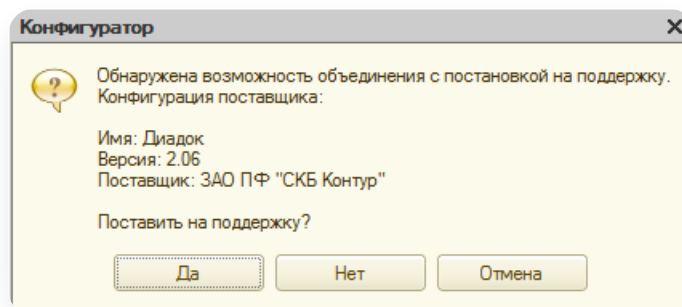 Конфигуратор
Обнаружена возможность объединения с постановкой на поддержку.
Конфигурация поставщика:
Имя: Диадок
Версия: 2.06
Поставщик: ЗАО ПФ "СКБ Контур"
Поставить на поддержку?
Да
Нет
Отмена